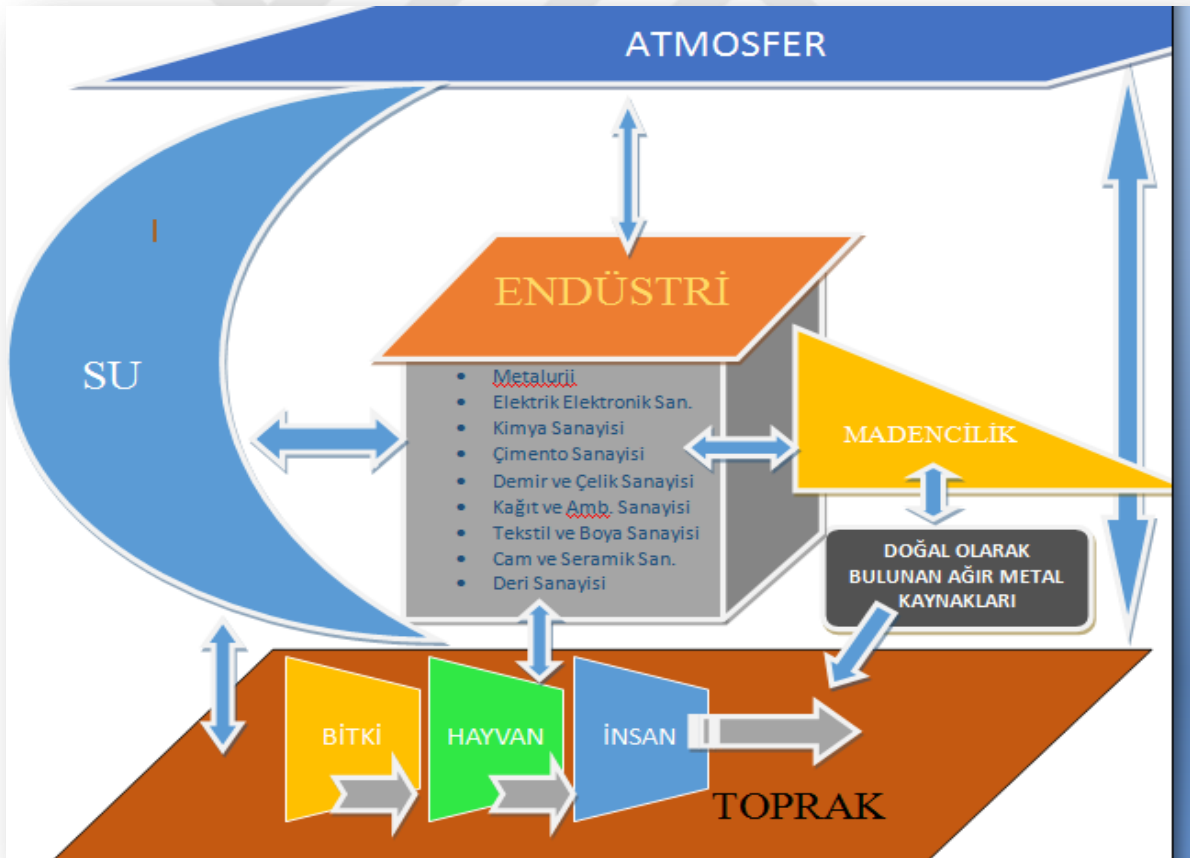 ATMOSFER
ENDÜSTRİ
SU
• Metalurji
• Elektrik Elektronik San.
• Kimya Sanayisi
• Çimento Sanayisi
• Demir ve Çelik Sanayisi
• Kağıt ve Amb. Sanayisi
• Tekstil ve Boya Sanayisi
• Cam ve Seramik San.
• Deri Sanayisi
MADENCİLİK
DOĞAL OLARAK
BULUNAN AĞIR METAL
KAYNAKLARI
BİTKİ
HAYVAN
İNSAN
TOPRAK